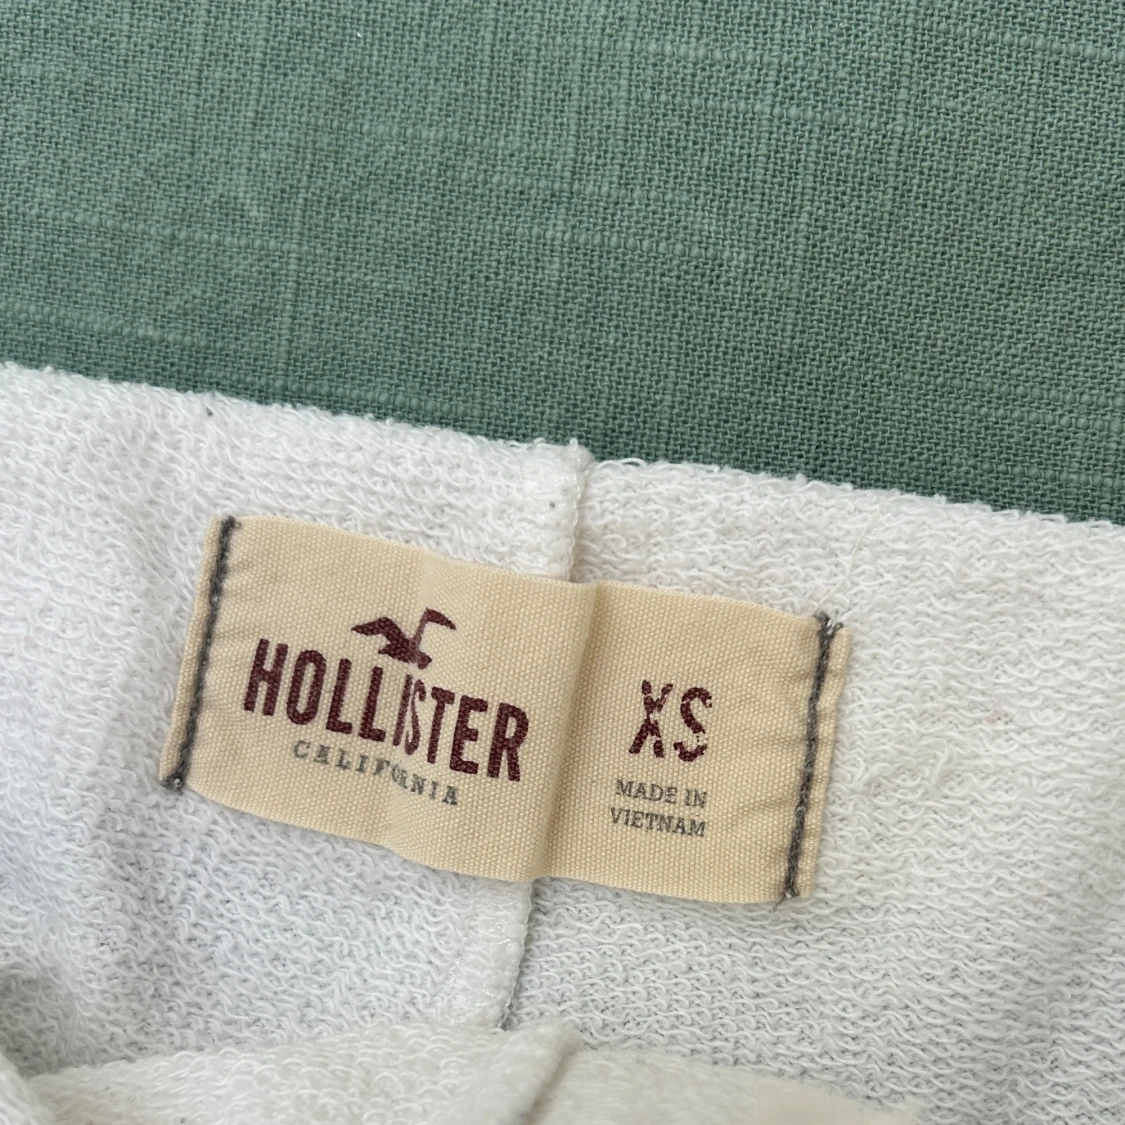 HOLLISTER
CALIFORNIA
XS
MADE IN
VIETNAM